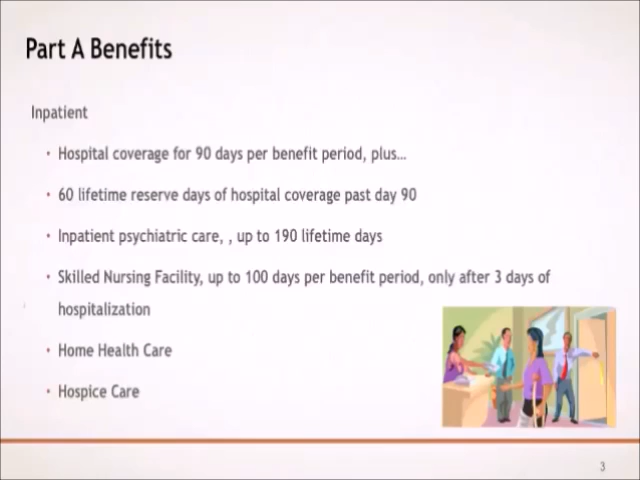 Part A Benefits
Inpatient
• Hospital coverage for 90 days per benefit period, plus…
• 60 lifetime reserve days of hospital coverage past day 90
• Inpatient psychiatric care, , up to 190 lifetime days
• Skilled Nursing Facility, up to 100 days per benefit period, only after 3 days of
hospitalization
• Home Health Care
• Hospice Care
3